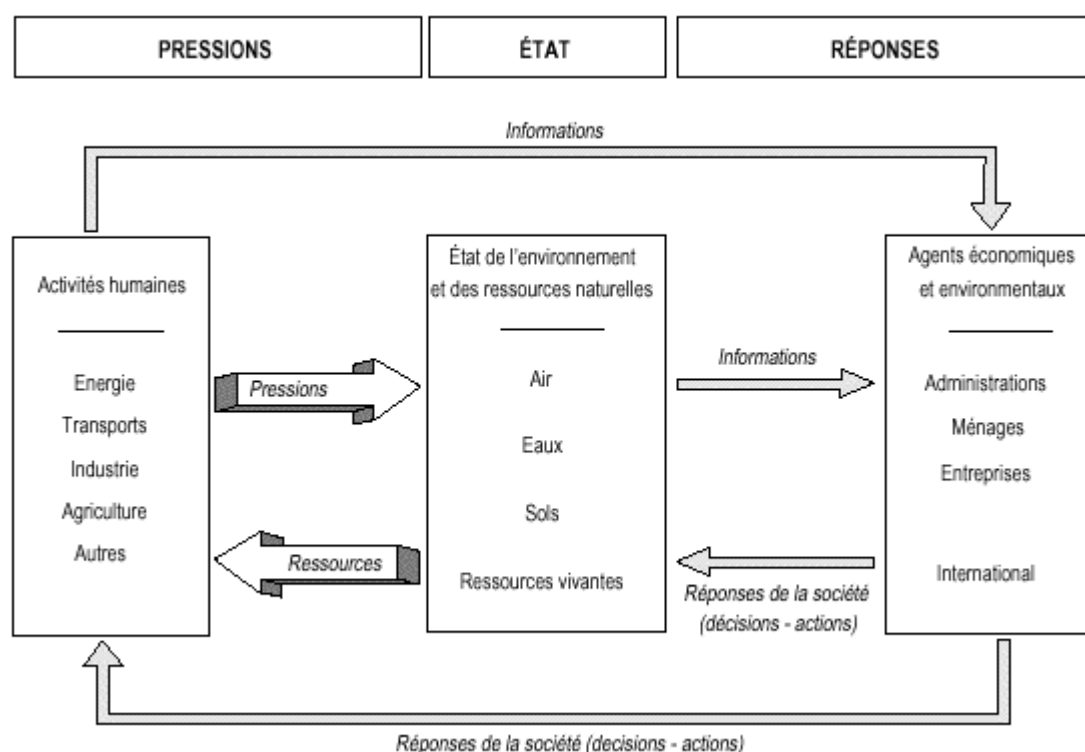 PRESSIONS
ÉTAT
RÉPONSES
Informations
Activités humaines
Energie
Transports
Industrie
Agriculture
Autres
Pressions
Ressources
État de l'environnement
et des ressources naturelles
Air
Eaux
Sols
Ressources vivantes
Informations
Réponses de la société
(décisions - actions)
Agents économiques
et environmentaux
Administrations
Ménages
Entreprises
International
Réponses de la société (decisions - actions)